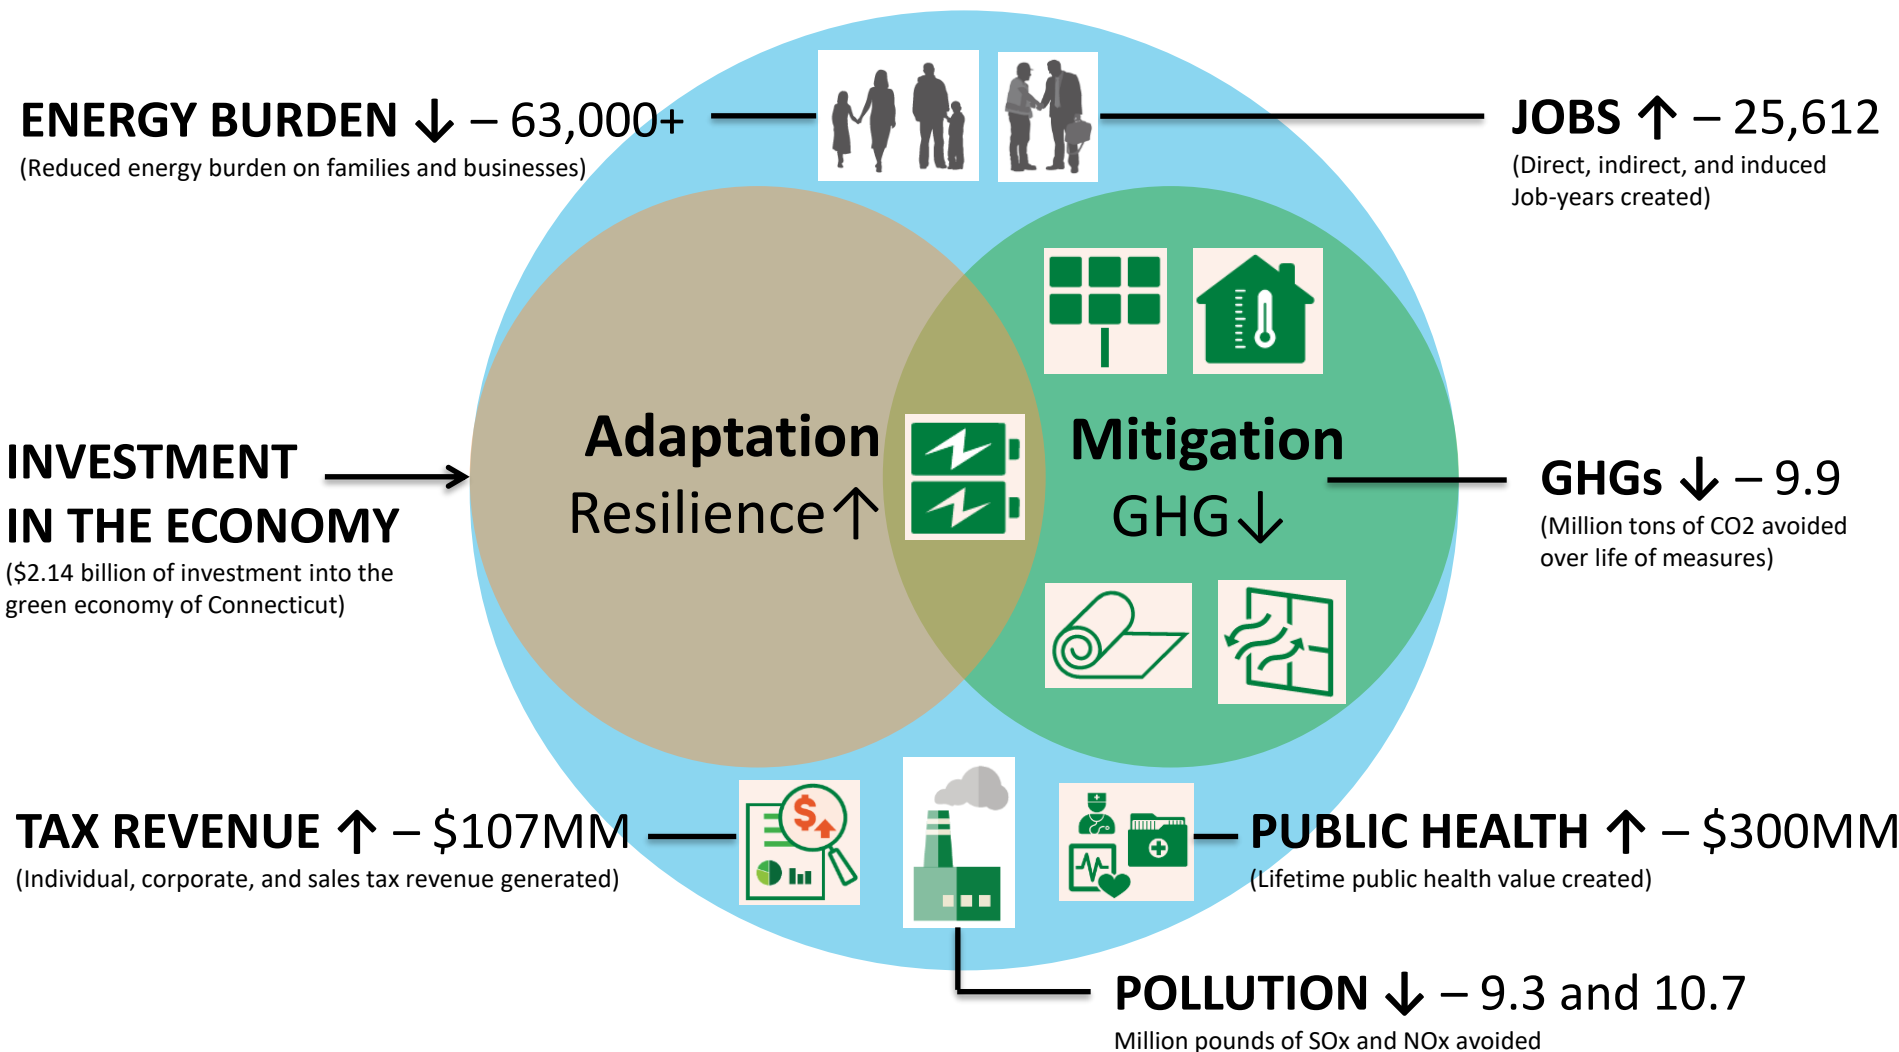 ENERGY BURDEN ↓ – 63,000+
(Reduced energy burden on families and businesses)
JOBS ↑ – 25,612
(Direct, indirect, and induced
Job-years created)
INVESTMENT
IN THE ECONOMY
($2.14 billion of investment into the
green economy of Connecticut)
Adaptation
Resilience ↑
Mitigation
GHG ↓
GHGs ↓ – 9.9
(Million tons of CO2 avoided
over life of measures)
TAX REVENUE ↑ – $107MM
(Individual, corporate, and sales tax revenue generated)
PUBLIC HEALTH ↑ – $300MM
(Lifetime public health value created)
POLLUTION ↓ – 9.3 and 10.7
Million pounds of SOx and NOx avoided